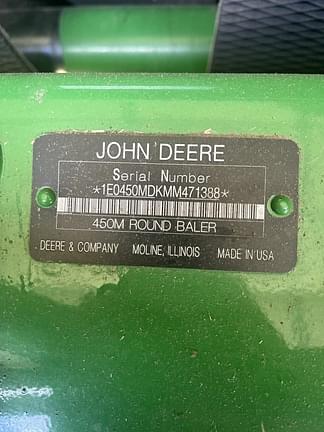 JOHN DEERE
Serial Number
*1E0450MDKMM471388*
450M ROUND BALER
DEERE & COMPANY MOLINE, ILLINOIS MADE IN USA